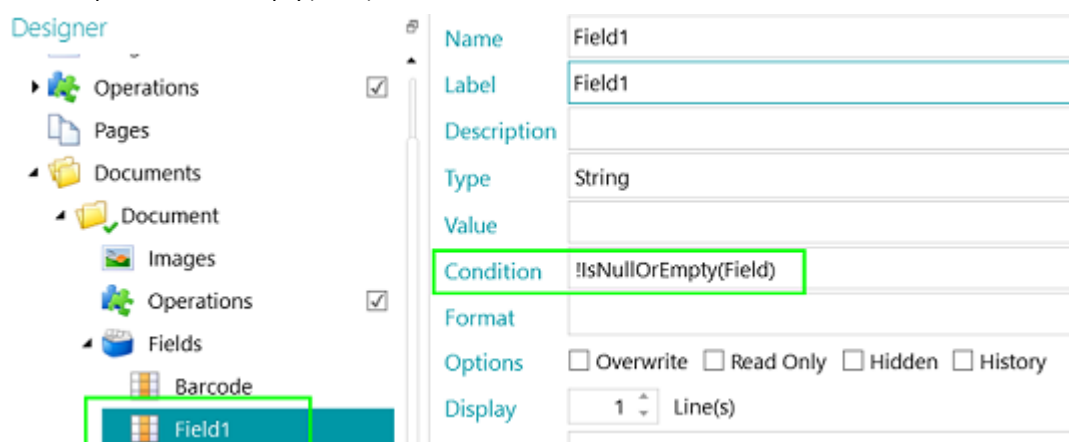 Designer
Operations
Pages
Documents
Document
Images
Operations
Fields
Barcode
Field1
Name Field1
Label Field1
Description
Type String
Value
Condition !IsNullOrEmpty(Field)
Format
Options Overwrite Read Only Hidden History
Display 1 Line(s)